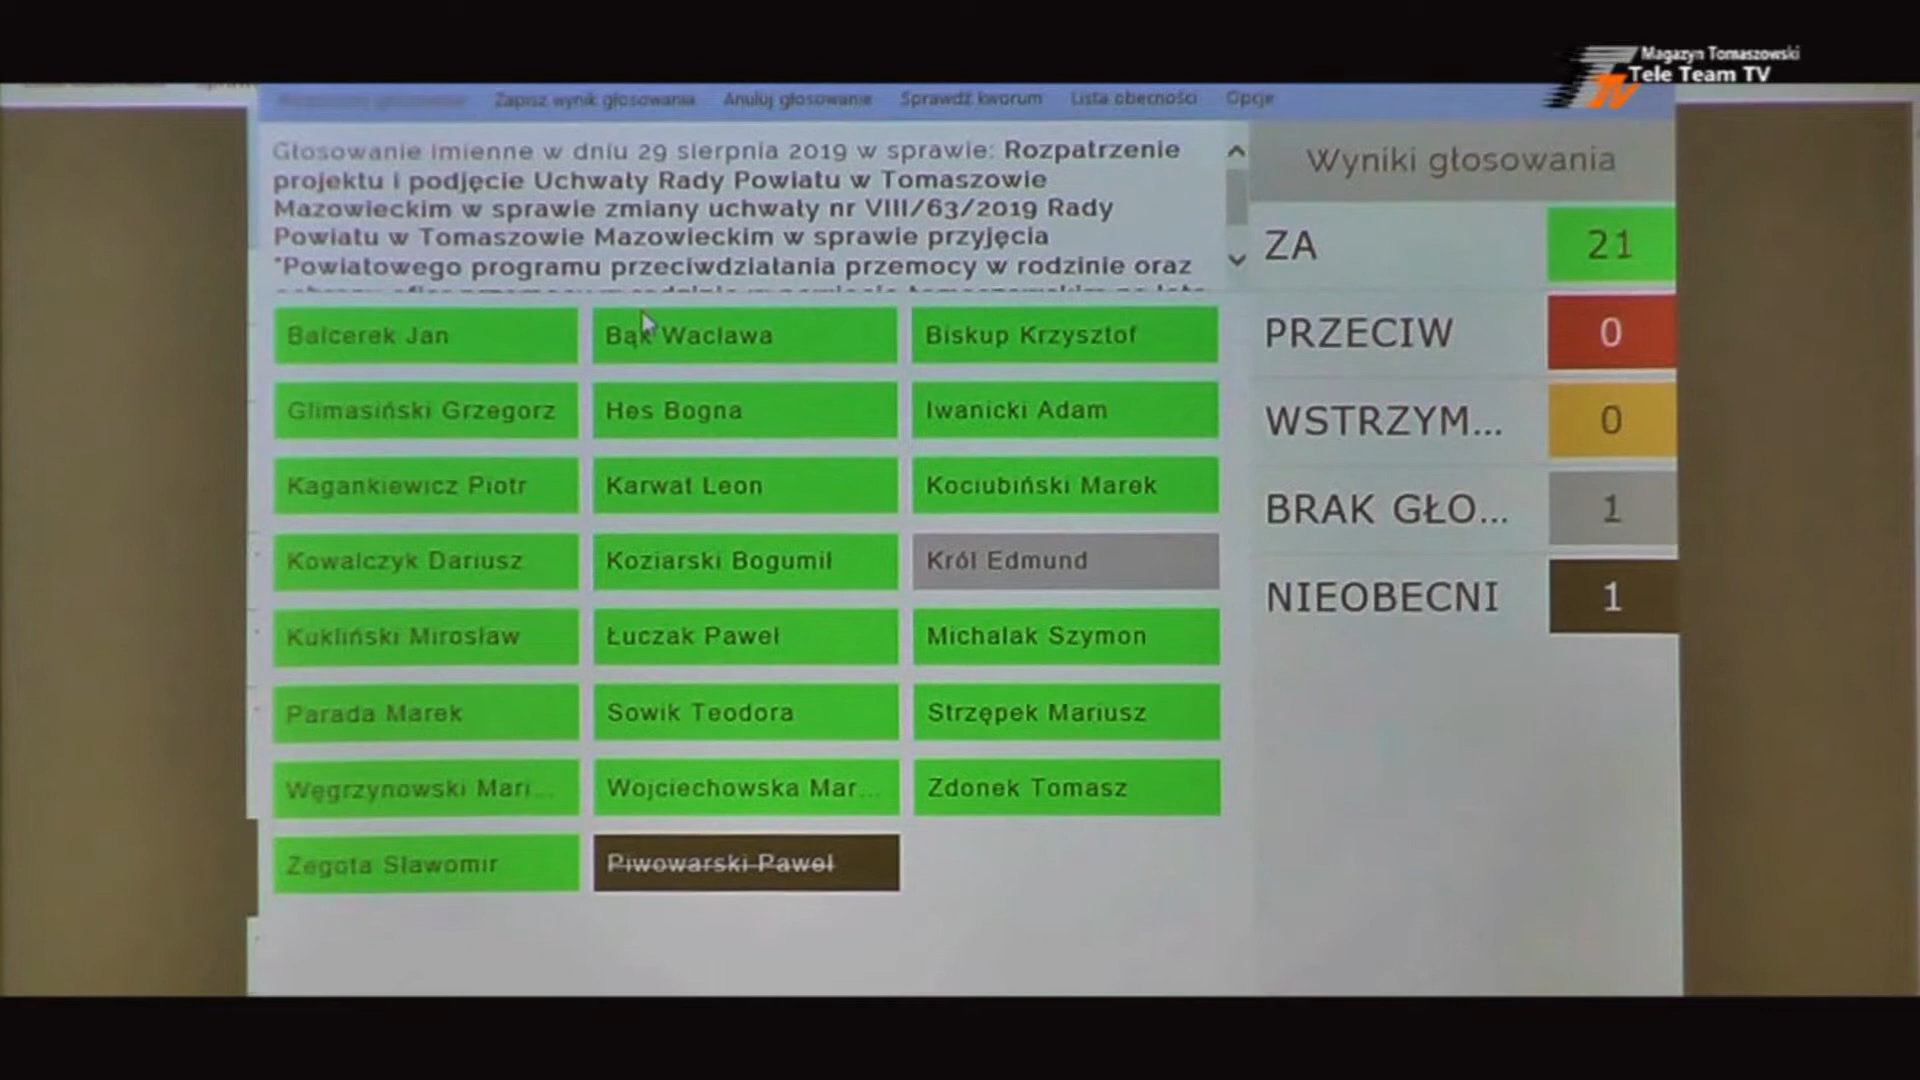 Magazyn Tomaszowski
Tele Team TV
TV
Zapisz wynik głosowania Anuluj głosowanie Sprawdź kworum Lista obecności Opcje
Głosowanie imienne w dniu 29 sierpnia 2019 w sprawie: Rozpatrzenie
projektu i podjęcie Uchwały Rady Powiatu w Tomaszowie
Mazowieckim w sprawie zmiany uchwały nr VIII/63/2019 Rady
Powiatu w Tomaszowie Mazowieckim w sprawie przyjęcia
"Powiatowego programu przeciwdziałania przemocy w rodzinie oraz
Balcerek Jan Bąk Wacława Biskup Krzysztof
Glimasiński Grzegorz Hes Bogna Iwanicki Adam
Kagankiewicz Piotr Karwat Leon Kociubiński Marek
Kowalczyk Dariusz Koziarski Bogumił Król Edmund
Kukliński Mirosław Łuczak Paweł Michalak Szymon
Parada Marek Sowik Teodora Strzępek Mariusz
Węgrzynowski Mari... Wojciechowska Mar... Zdonek Tomasz
Zegota Sławomir Piwowarski Paweł
Wyniki głosowania
ZA 21
PRZECIW 0
WSTRZYM... 0
BRAK GŁO... 1
NIEOBECNI 1